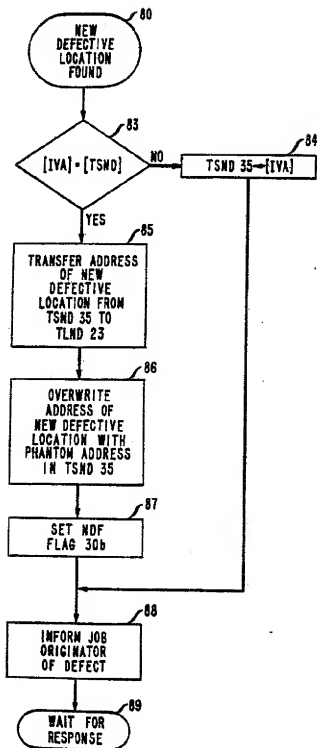 80
NEW
DEFECTIVE
LOCATION
FOUND
83
[IVA]=[TSND]
NO
84
TSND 35←[IVA]
YES
85
TRANSFER ADDRESS
OF NEW
DEFECTIVE
LOCATION FROM
TSND 35 TO
TLND 23
86
OVERWRITE
ADDRESS OF
NEW DEFECTIVE
LOCATION WITH
PHANTOM ADDRESS
IN TSND 35
87
SET NDF
FLAG 30b
88
INFORM JOB
ORIGINATOR
OF DEFECT
89
WAIT FOR
RESPONSE